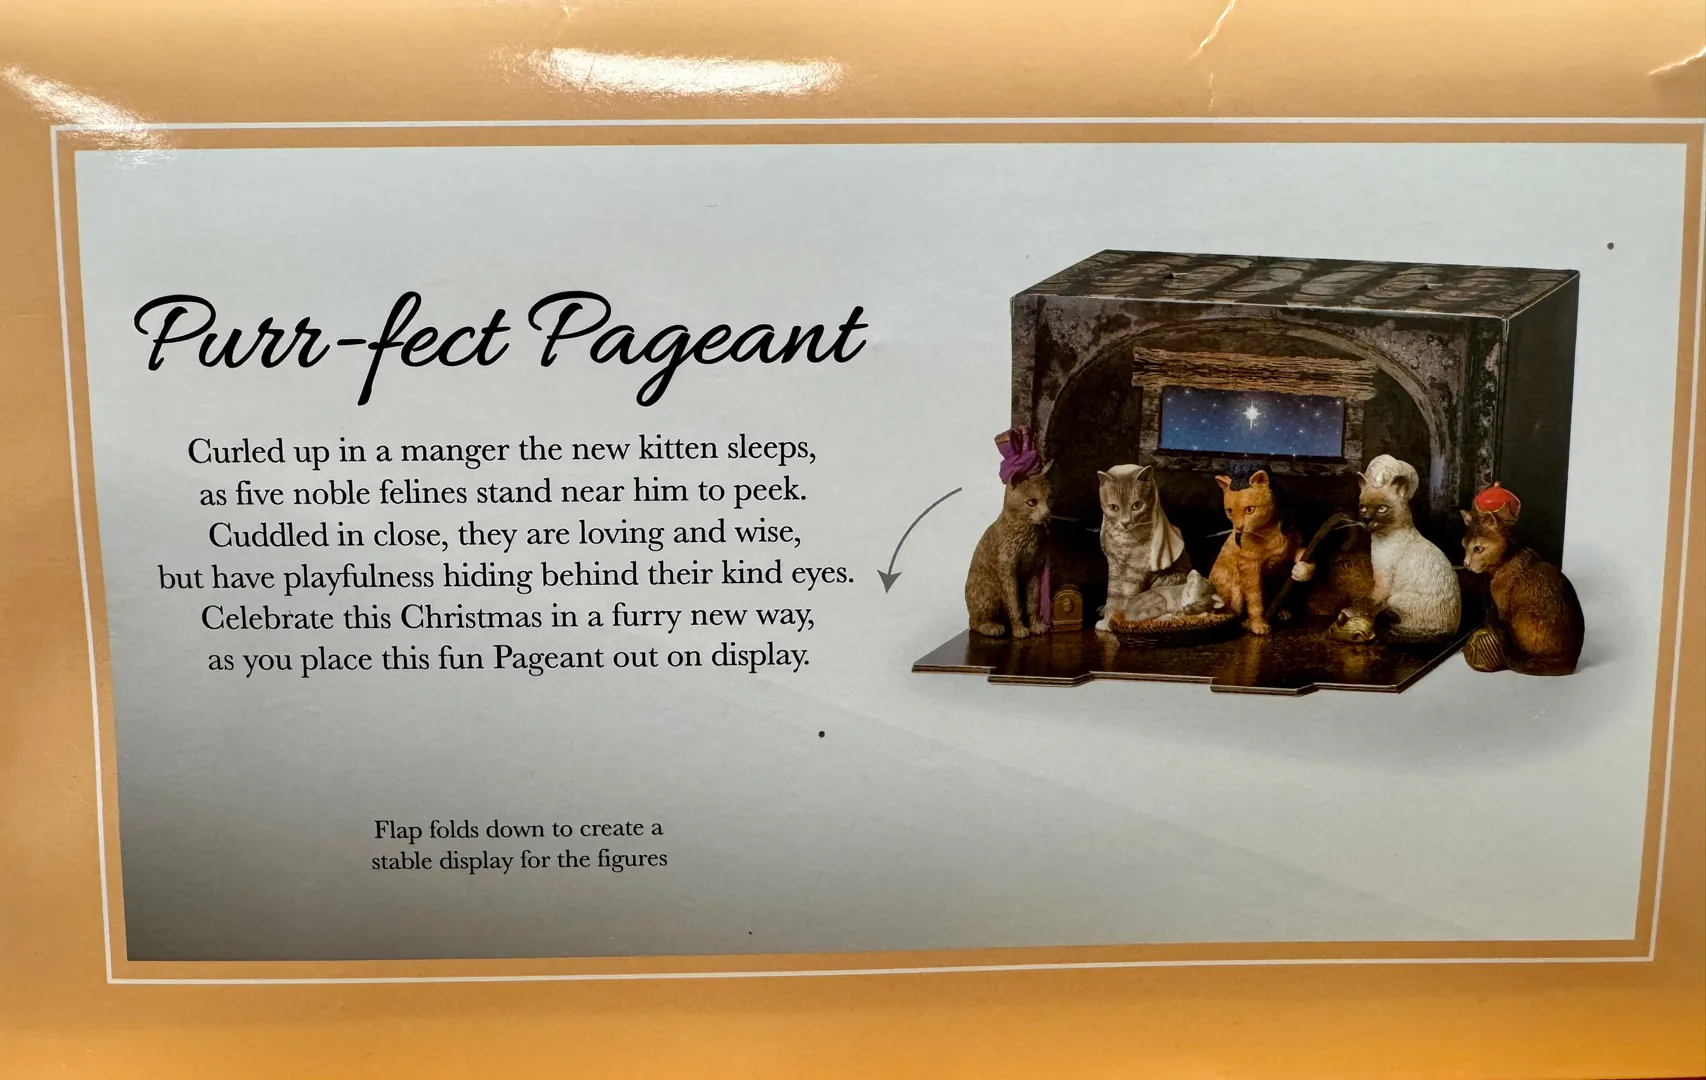 Purr-fect Pageant
Curled up in a manger the new kitten sleeps,
as five noble felines stand near him to peek.
Cuddled in close, they are loving and wise,
but have playfulness hiding behind their kind eyes.
Celebrate this Christmas in a furry new way,
as you place this fun Pageant out on display.
Flap folds down to create a
stable display for the figures